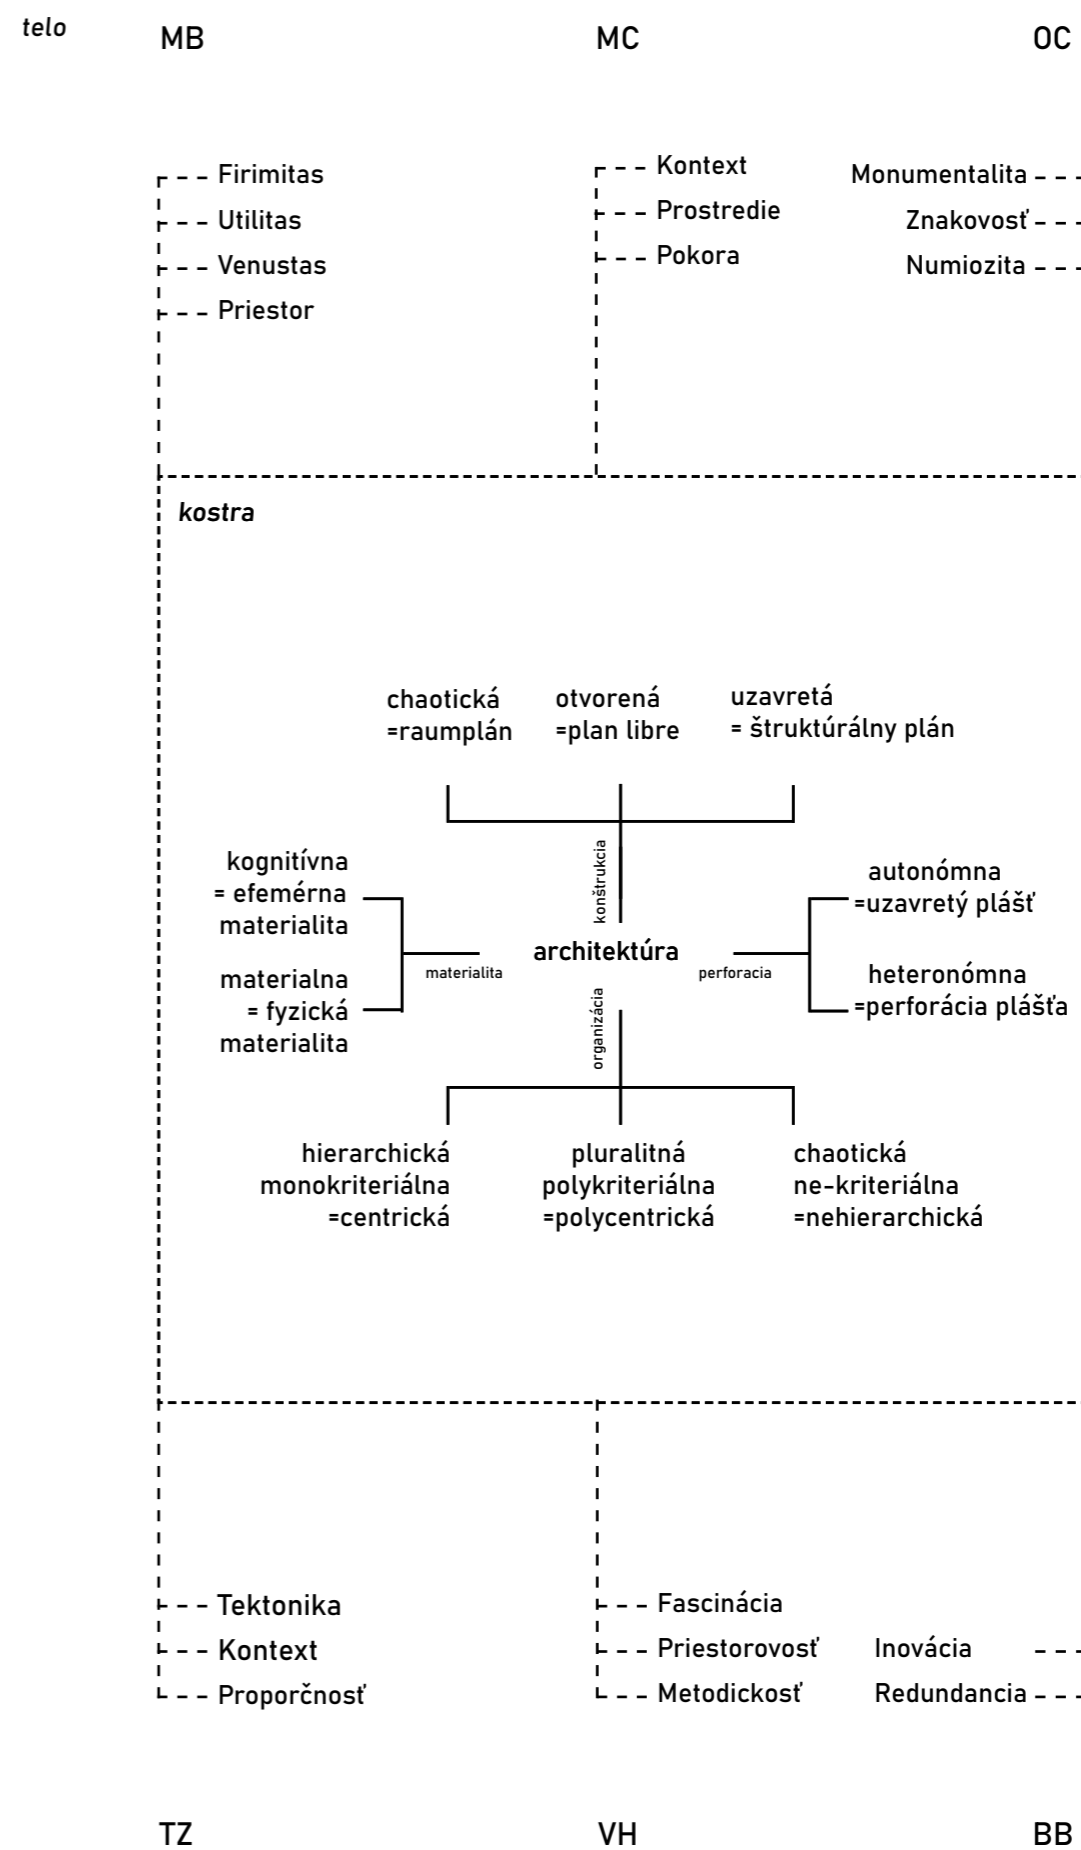 telo
MB
MC
OC
Firimitas
Utilitas
Venustas
Priestor
Kontext
Prostredie
Pokora
Monumentalita
Znakovosť
Numiozita
kostra
chaotická
=raumplán
otvorená
=plan libre
uzavretá
= štruktúrálny plán
konštrukcia
kognitívna
= efemérna
materialita
materialna
= fyzická
materialita
materialita
architektúra
perforacia
autonómna
=uzavretý plášť
heteronómna
=perforácia plášťa
organizácia
hierarchická
monokriteriálna
=centrická
pluralitná
polykriteriálna
=polycentrická
chaotická
ne-kriteriálna
=nehierarchická
Tektonika
Kontext
Proporčnosť
Fascinácia
Priestorovosť
Metodickosť
Inovácia
Redundancia
TZ
VH
BB